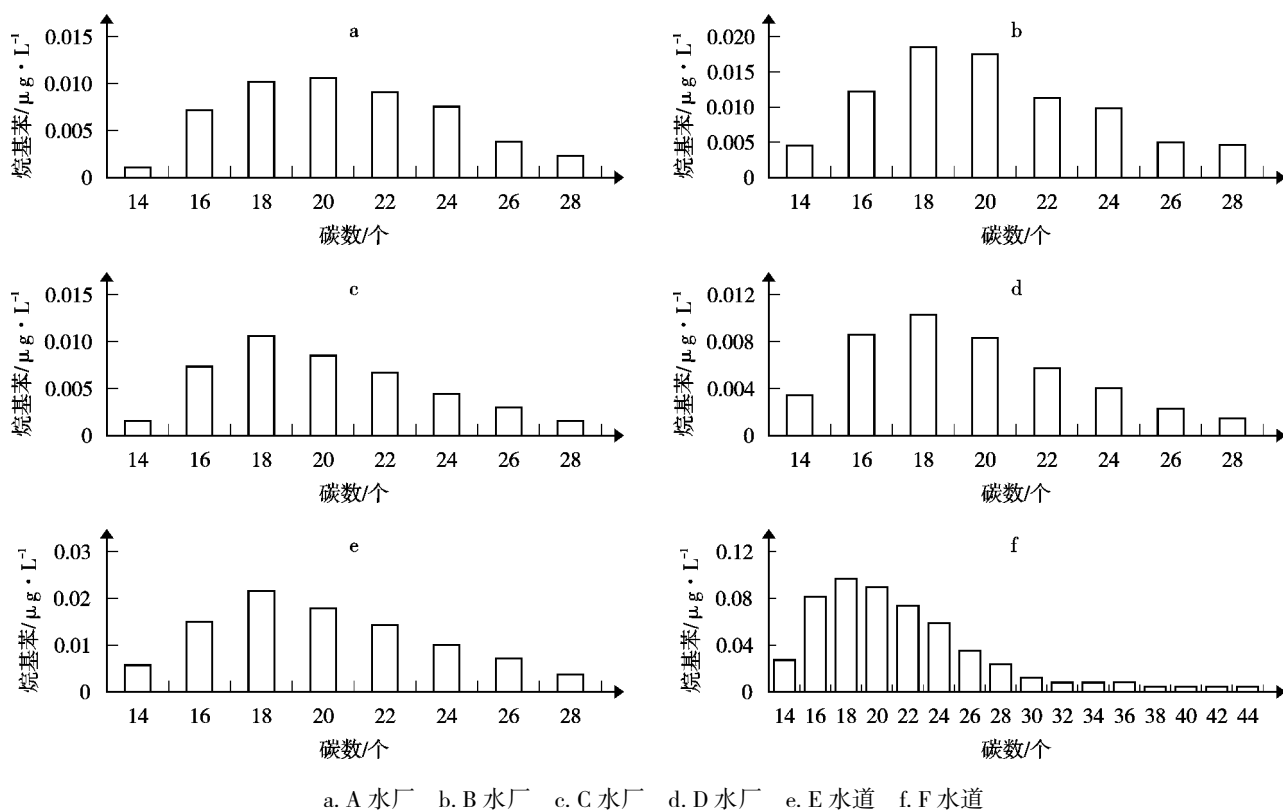 a
烷基苯/μg·L⁻¹
0.015
0.010
0.005
0
14 16 18 20 22 24 26 28
碳数/个
b
烷基苯/μg·L⁻¹
0.020
0.015
0.010
0.005
0
14 16 18 20 22 24 26 28
碳数/个
c
烷基苯/μg·L⁻¹
0.015
0.010
0.005
0
14 16 18 20 22 24 26 28
碳数/个
d
烷基苯/μg·L⁻¹
0.012
0.008
0.004
0
14 16 18 20 22 24 26 28
碳数/个
e
烷基苯/μg·L⁻¹
0.03
0.02
0.01
0
14 16 18 20 22 24 26 28
碳数/个
f
烷基苯/μg·L⁻¹
0.12
0.08
0.04
0
14 16 18 20 22 24 26 28 30 32 34 36 38 40 42 44
碳数/个
a. A 水厂 b. B 水厂 c. C 水厂 d. D 水厂 e. E 水道 f. F 水道